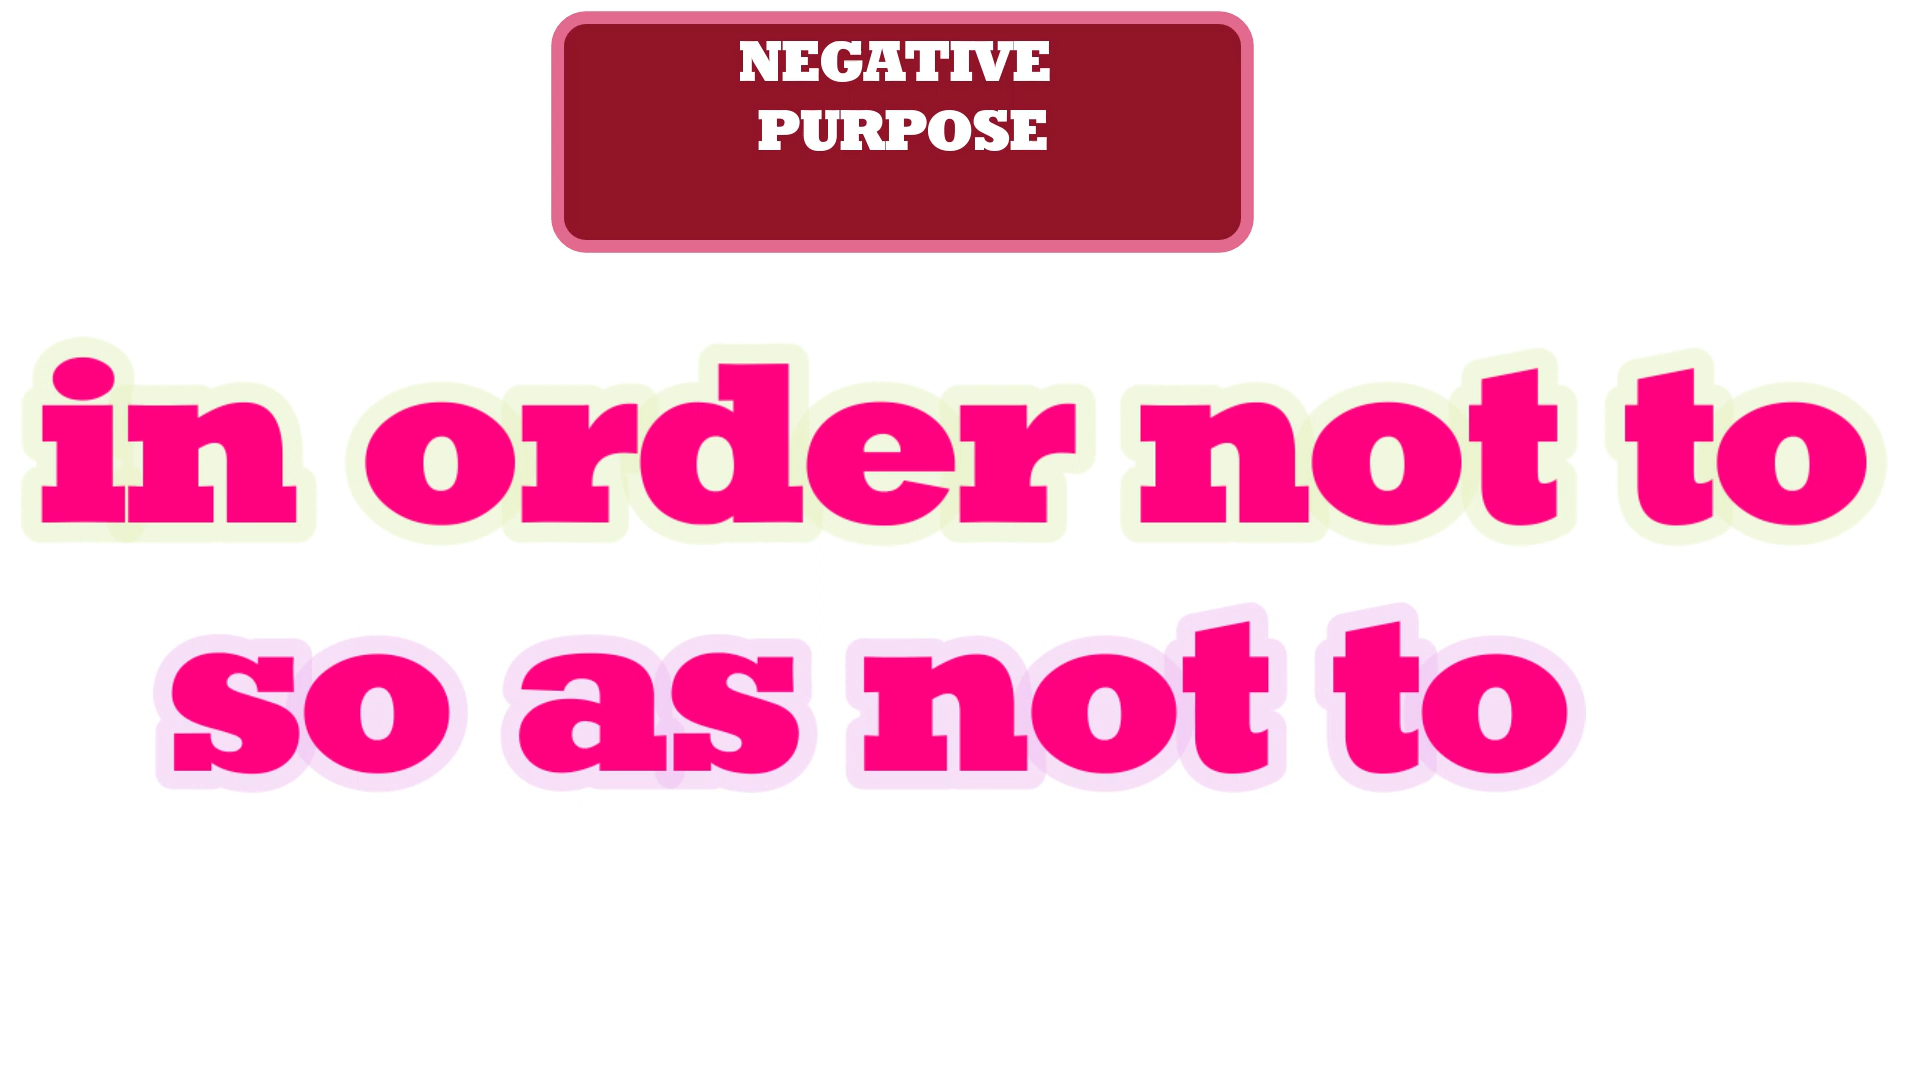 NEGATIVE
PURPOSE
in order not to
so as not to